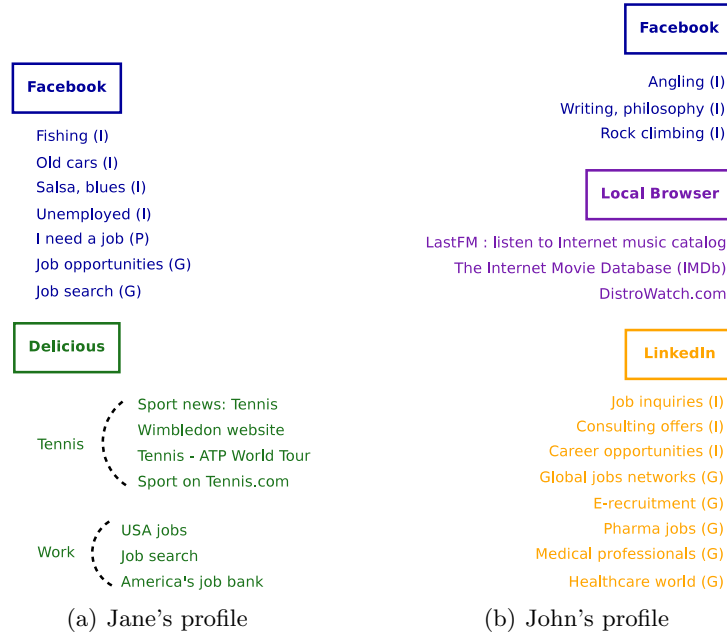 Facebook
Fishing (I)
Old cars (I)
Salsa, blues (I)
Unemployed (I)
I need a job (P)
Job opportunities (G)
Job search (G)
Delicious
Tennis
Sport news: Tennis
Wimbledon website
Tennis - ATP World Tour
Sport on Tennis.com
Work
USA jobs
Job search
America's job bank
(a) Jane's profile
Facebook
Angling (I)
Writing, philosophy (I)
Rock climbing (I)
Local Browser
LastFM : listen to Internet music catalog
The Internet Movie Database (IMDb)
DistroWatch.com
LinkedIn
Job inquiries (I)
Consulting offers (I)
Career opportunities (I)
Global jobs networks (G)
E-recruitment (G)
Pharma jobs (G)
Medical professionals (G)
Healthcare world (G)
(b) John's profile